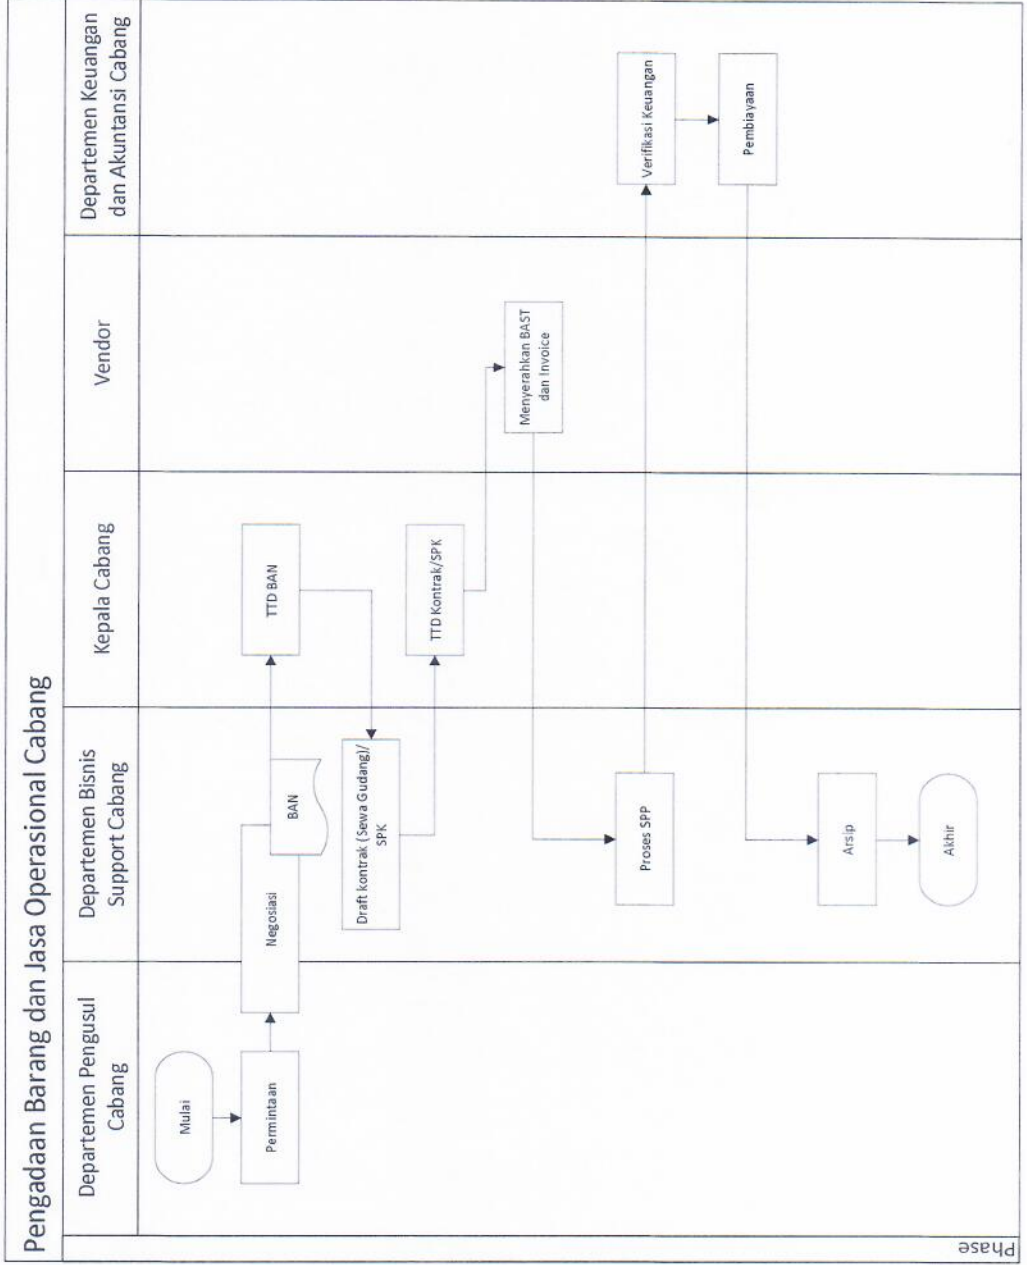 Pengadaan Barang dan Jasa Operasional Cabang
Departemen Pengusul
Cabang
Departemen Bisnis
Support Cabang
Kepala Cabang
Vendor
Departemen Keuangan
dan Akuntansi Cabang
Phase
Mulai
Permintaan
Negosiasi
BAN
TTD BAN
Draft kontrak (Sewa Gudang)/
SPK
TTD Kontrak/SPK
Menyerahkan BAST
dan Invoice
Proses SPP
Verifikasi Keuangan
Pembiayaan
Arsip
Akhir